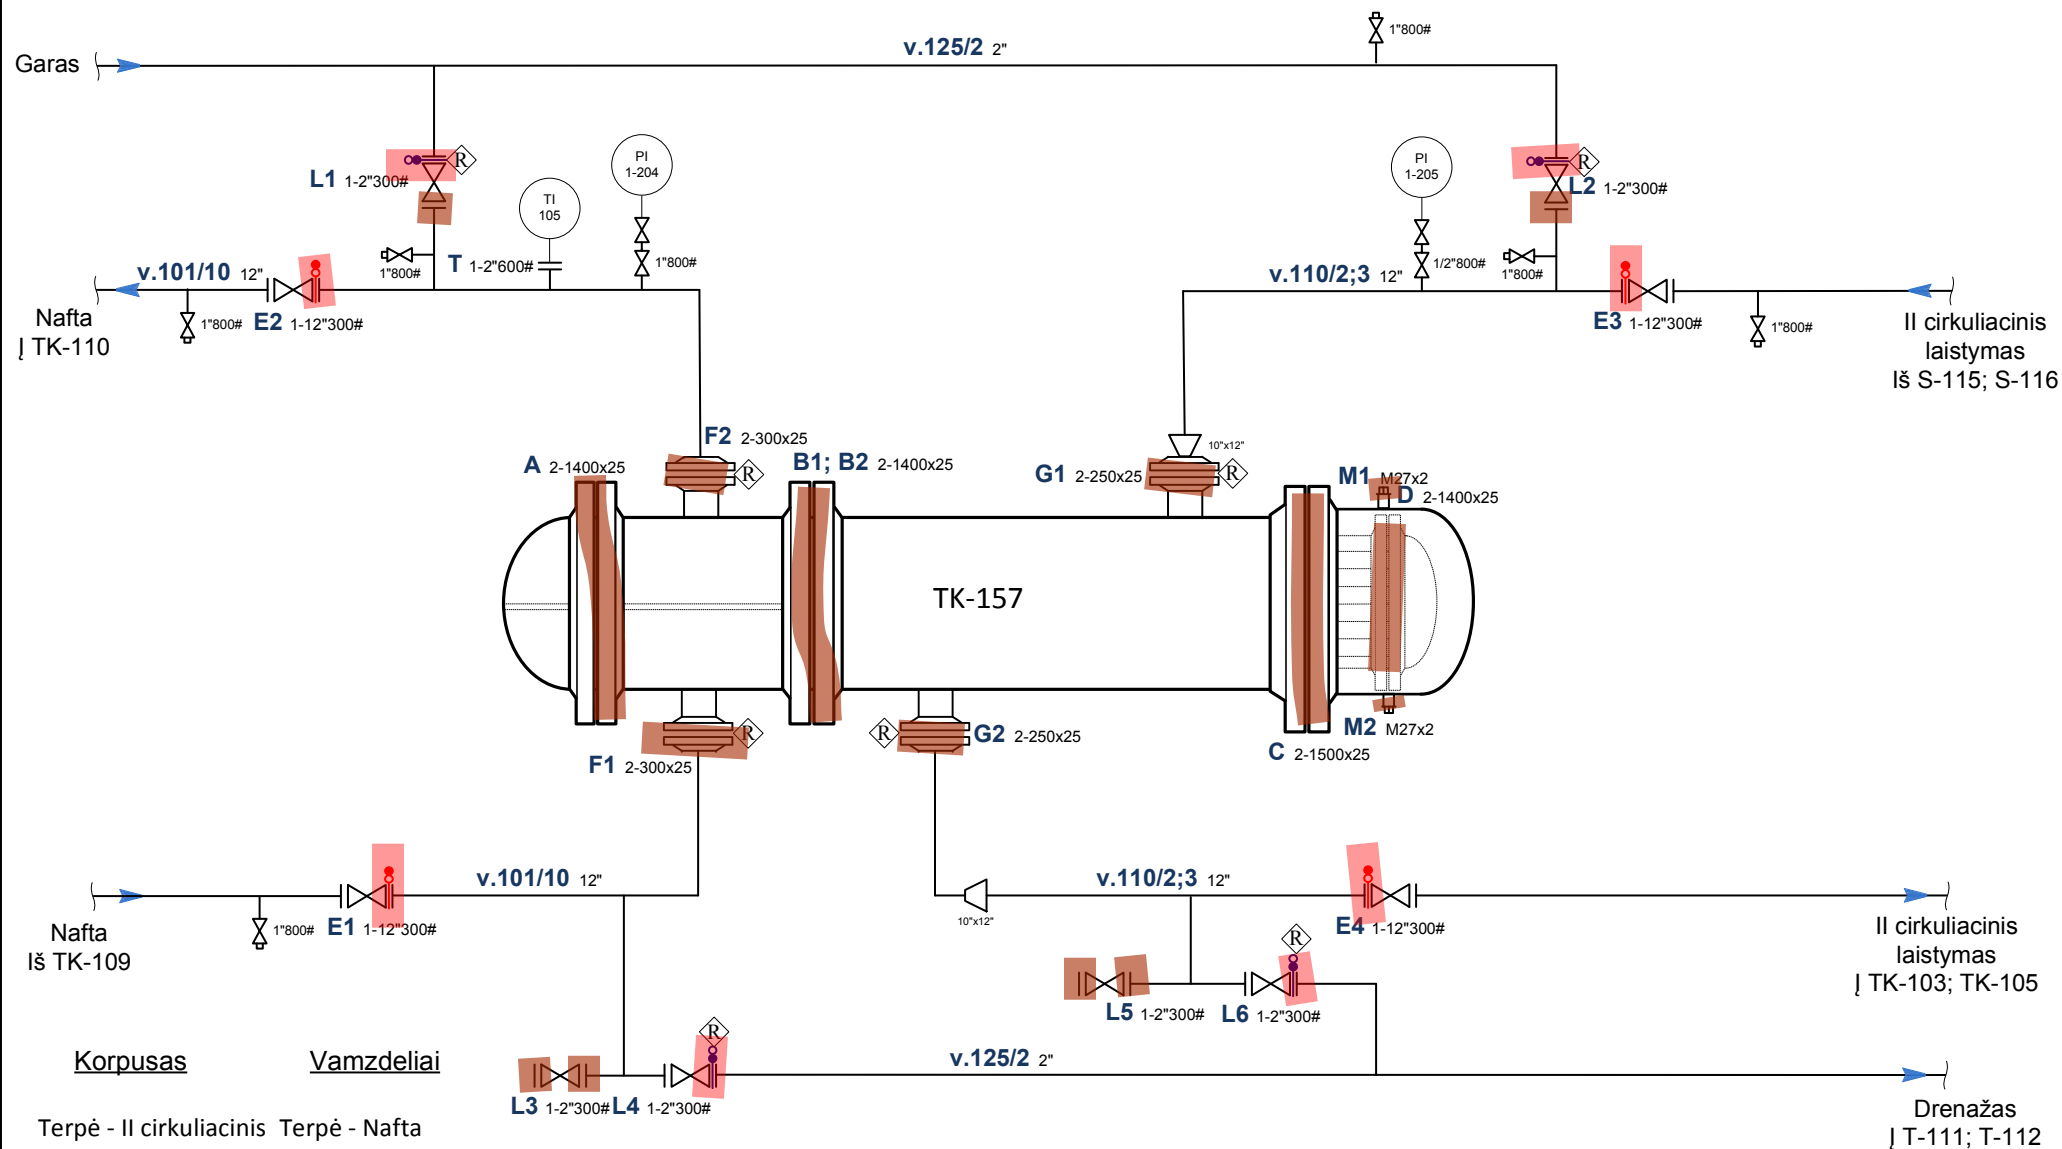 1"800#
v.125/2 2"
Garas
PI
1-204
PI
1-205
R
R
L1 1-2"300#
L2 1-2"300#
TI
105
T 1-2"600#
1"800#
1"800#
1/2"800#
1"800#
v.101/10 12"
v.110/2;3 12"
Nafta
Į TK-110
1"800#
E2 1-12"300#
E3 1-12"300#
1"800#
II cirkuliacinis
laistymas
Iš S-115; S-116
F2 2-300x25
R
A 2-1400x25
B1; B2 2-1400x25
10"x12"
G1 2-250x25
R
M1 M27x2
D 2-1400x25
TK-157
R
F1 2-300x25
R
G2 2-250x25
M2 M27x2
C 2-1500x25
v.101/10 12"
v.110/2;3 12"
Nafta
Iš TK-109
1"800#
E1 1-12"300#
10"x12"
E4 1-12"300#
R
II cirkuliacinis
laistymas
Į TK-103; TK-105
L5 1-2"300#
L6 1-2"300#
R
v.125/2 2"
L3 1-2"300#
L4 1-2"300#
Drenažas
Į T-111; T-112
Korpusas Vamzdeliai
Terpė - II cirkuliacinis Terpė - Nafta